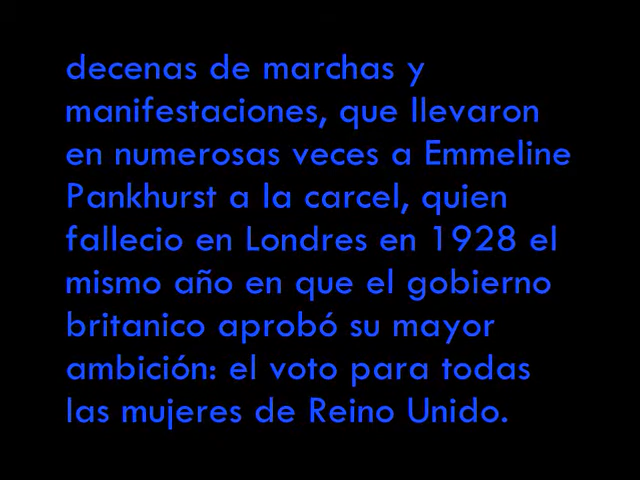 decenas de marchas y
manifestaciones, que llevaron
en numerosas veces a Emmeline
Pankhurst a la carcel, quien
fallecio en Londres en 1928 el
mismo año en que el gobierno
britanico aprobó su mayor
ambición: el voto para todas
las mujeres de Reino Unido.